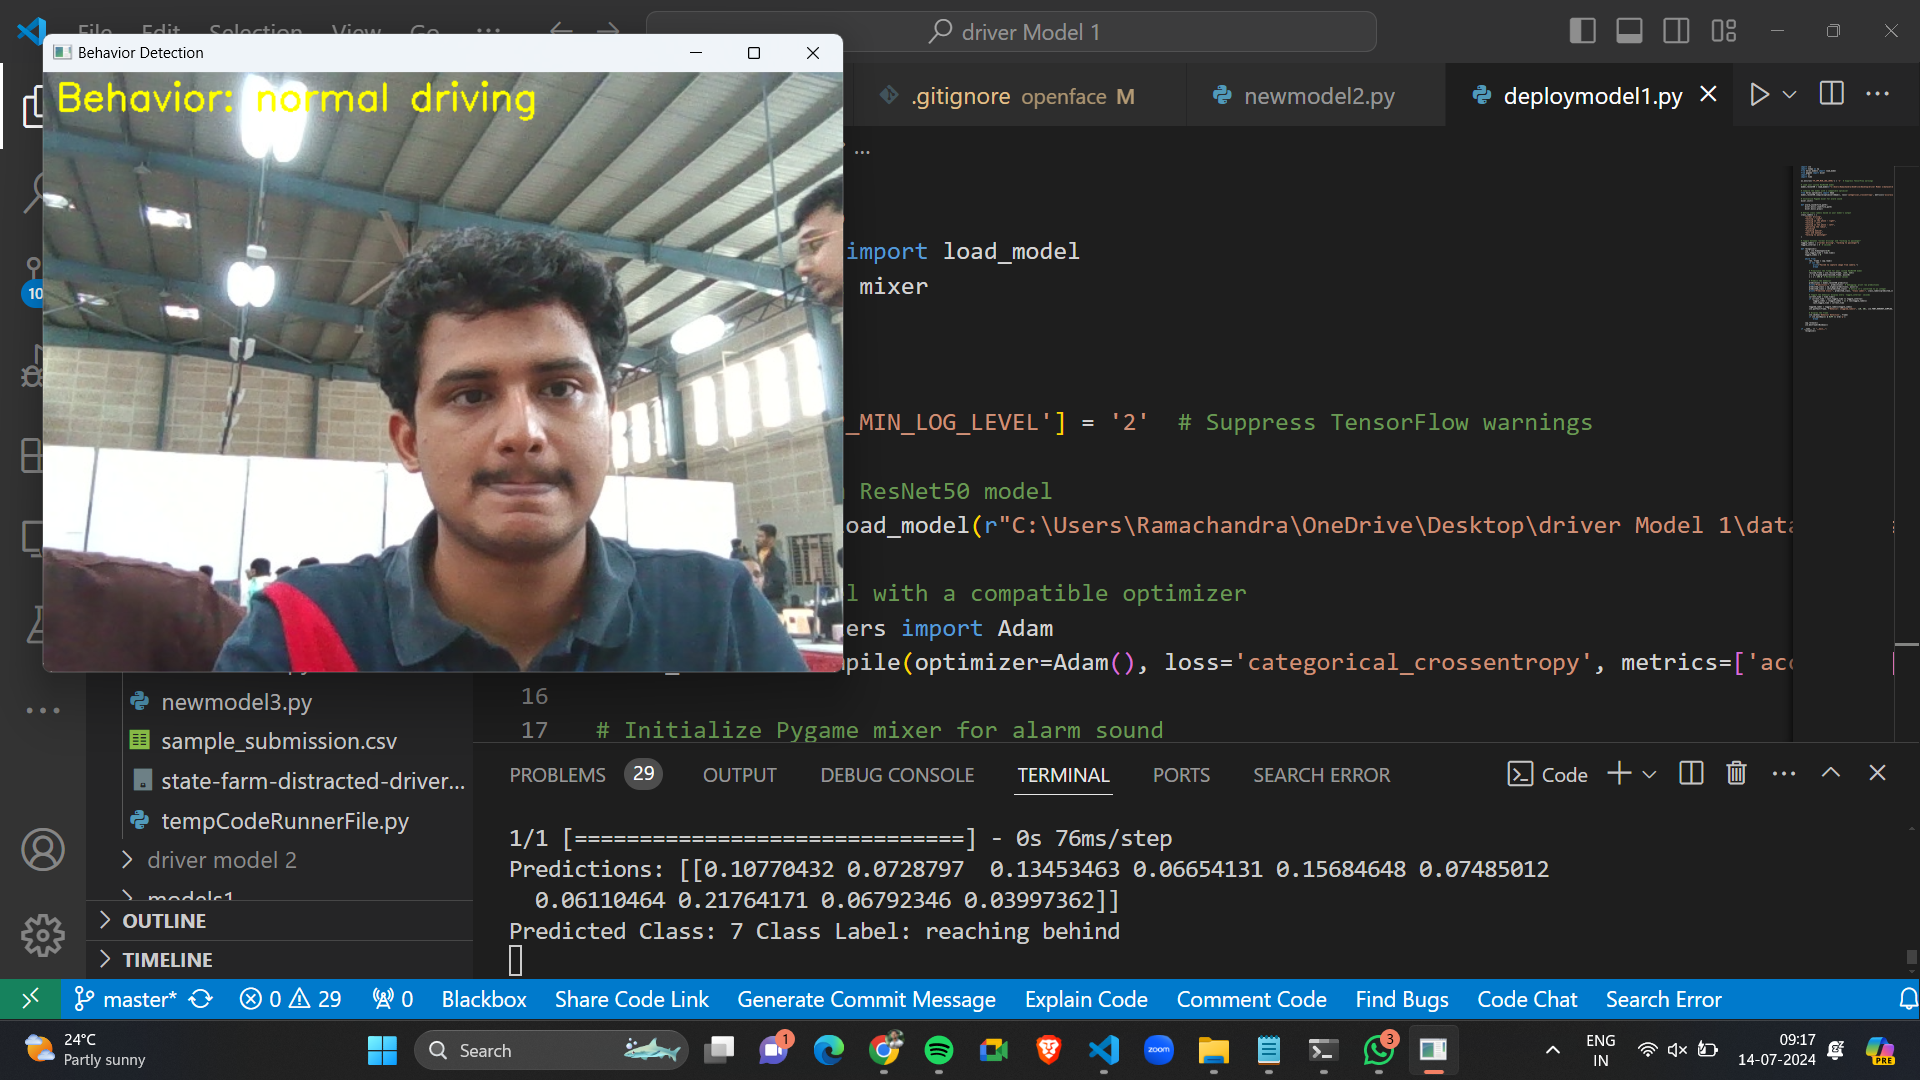 File Edit Selection View Go ...
driver Model 1
Behavior Detection
Behavior: normal driving
.gitignore openface M
newmodel2.py
deploymodel1.py
...
import load_model
mixer
_MIN_LOG_LEVEL'] = '2'  # Suppress TensorFlow warnings
ResNet50 model
load_model(r"C:\Users\Ramachandra\OneDrive\Desktop\driver Model 1\data
l with a compatible optimizer
ers import Adam
pile(optimizer=Adam(), loss='categorical_crossentropy', metrics=['acc
16
17 # Initialize Pygame mixer for alarm sound
10
newmodel3.py
sample_submission.csv
state-farm-distracted-driver...
tempCodeRunnerFile.py
driver model 2
models1
OUTLINE
TIMELINE
PROBLEMS 29 OUTPUT DEBUG CONSOLE TERMINAL PORTS SEARCH ERROR
Code
1/1 [==============================] - 0s 76ms/step
Predictions: [[0.10770432 0.0728797  0.13453463 0.06654131 0.15684648 0.07485012
0.06110464 0.21764171 0.06792346 0.03997362]]
Predicted Class: 7 Class Label: reaching behind
master* 0 29 0 Blackbox Share Code Link Generate Commit Message Explain Code Comment Code Find Bugs Code Chat Search Error
24°C
Partly sunny
Search
1
zoom
3
ENG
IN
09:17
14-07-2024
PRE